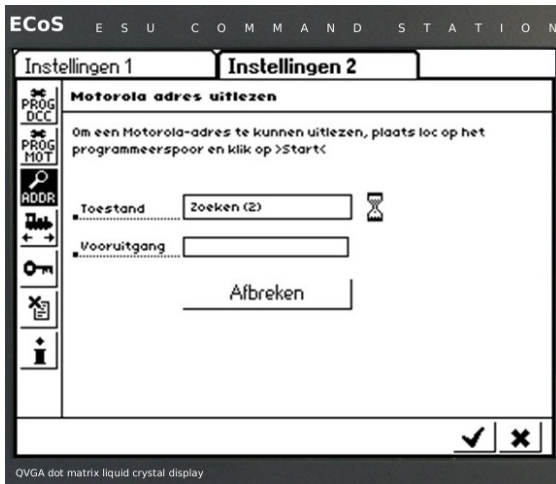 ECoS ESU COMMAND STATION
Instellingen 1
Instellingen 2
PROG DCC
Motorola adres uitlezen
PROG MOT
Om een Motorola-adres te kunnen uitlezen, plaats loc op het
programmeerspoor en klik op >Start<
ADDR
Toestand
Zoeken (2)
Vooruitgang
Afbreken
QVGA dot matrix liquid crystal display